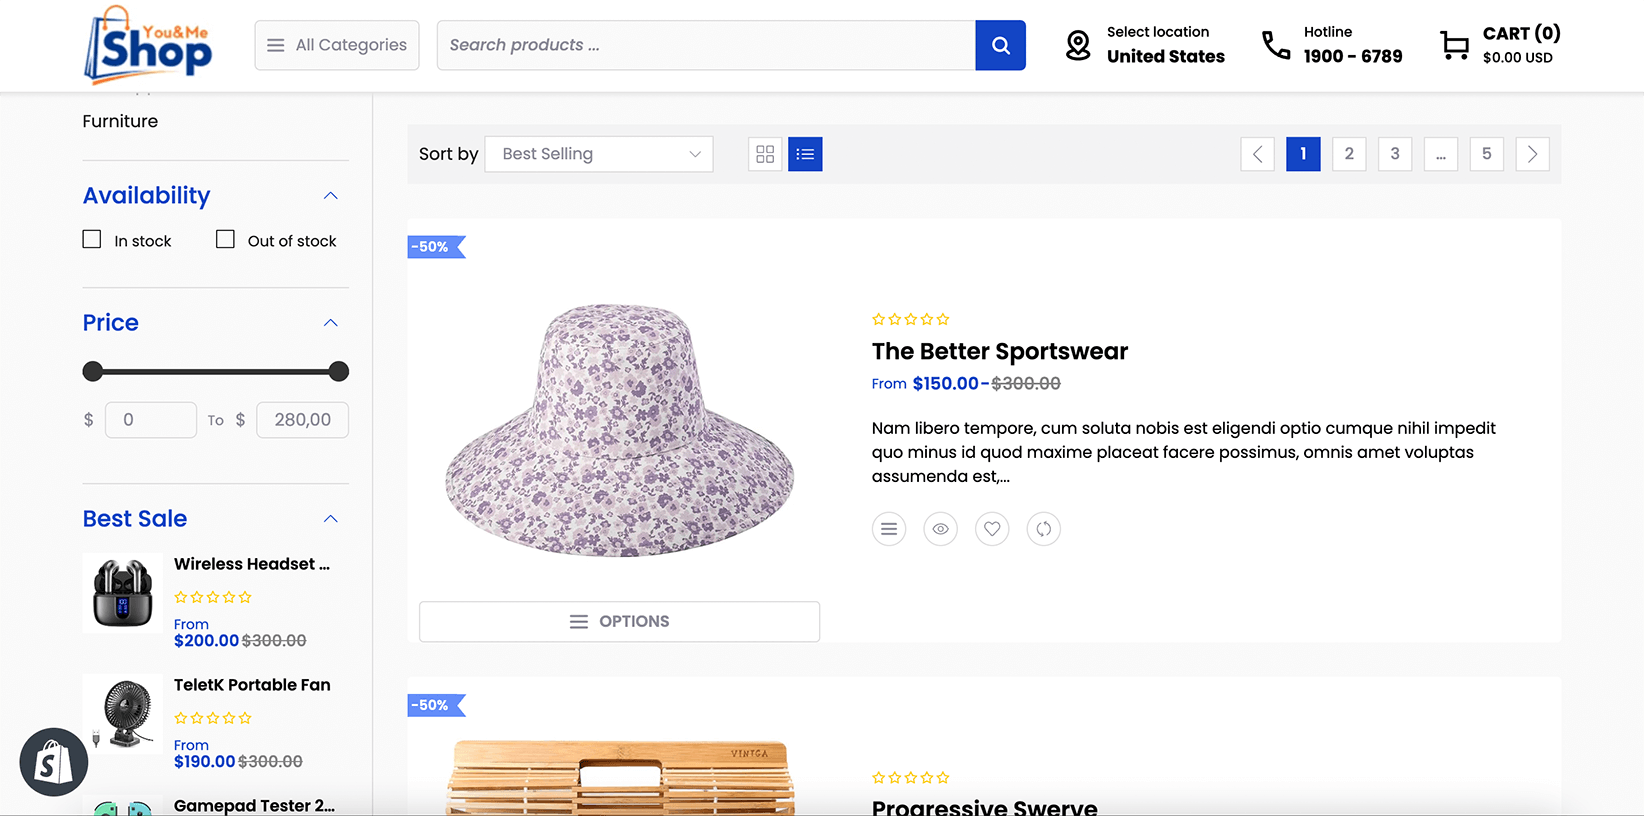 You&Me
Shop
All Categories
Search products ...
Select location
United States
Hotline
1900 - 6789
CART (0)
$0.00 USD
Furniture
Availability
In stock
Out of stock
Price
$ 0 To $ 280,00
Best Sale
Wireless Headset ...
From
$200.00 $300.00
TeletK Portable Fan
From
$190.00 $300.00
Gamepad Tester 2...
Sort by Best Selling
1 2 3 ... 5
-50%
The Better Sportswear
From $150.00 - $300.00
Nam libero tempore, cum soluta nobis est eligendi optio cumque nihil impedit
quo minus id quod maxime placeat facere possimus, omnis amet voluptas
assumenda est,...
OPTIONS
-50%
VINTGA
Progressive Swerve